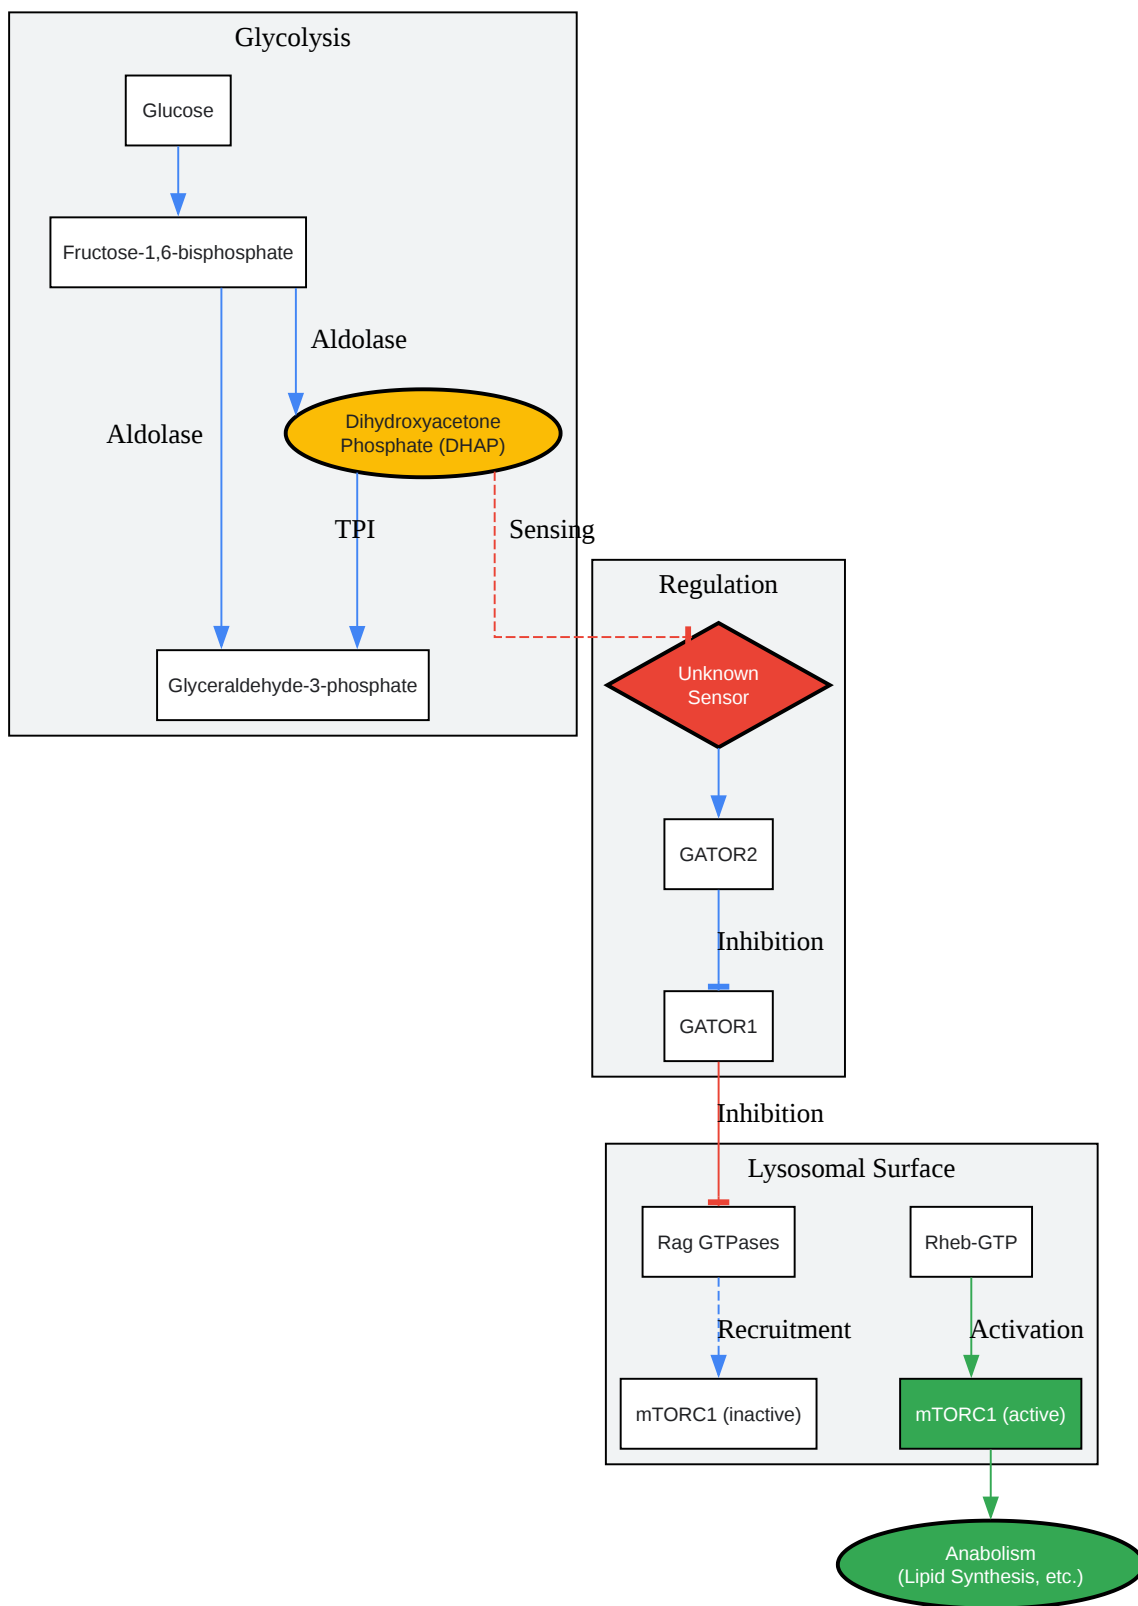 Glycolysis
Glucose
Fructose-1,6-bisphosphate
Aldolase
Dihydroxyacetone
Phosphate (DHAP)
Aldolase
TPI
Sensing
Glyceraldehyde-3-phosphate
Regulation
Unknown
Sensor
GATOR2
Inhibition
GATOR1
Inhibition
Lysosomal Surface
Rag GTPases
Rheb-GTP
Recruitment
Activation
mTORC1 (inactive)
mTORC1 (active)
Anabolism
(Lipid Synthesis, etc.)